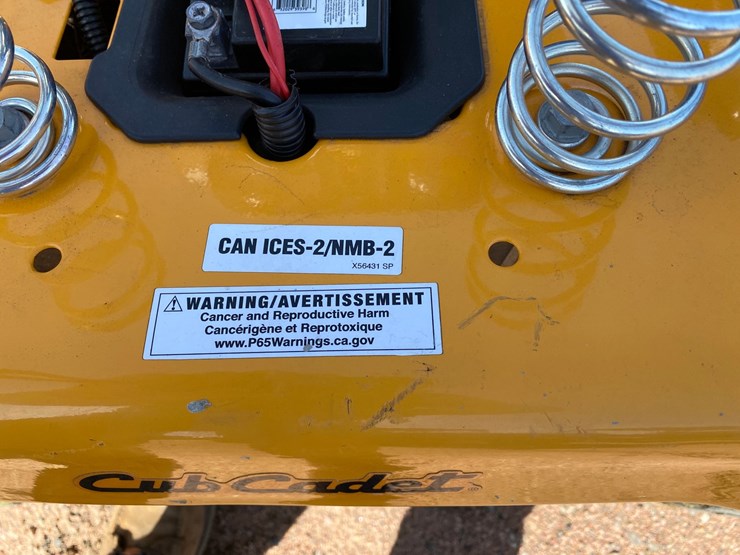 CAN ICES-2/NMB-2
X56431 SP
⚠ WARNING/AVERTISSEMENT
Cancer and Reproductive Harm
Cancérigène et Reprotoxique
www.P65Warnings.ca.gov
Cub Cadet